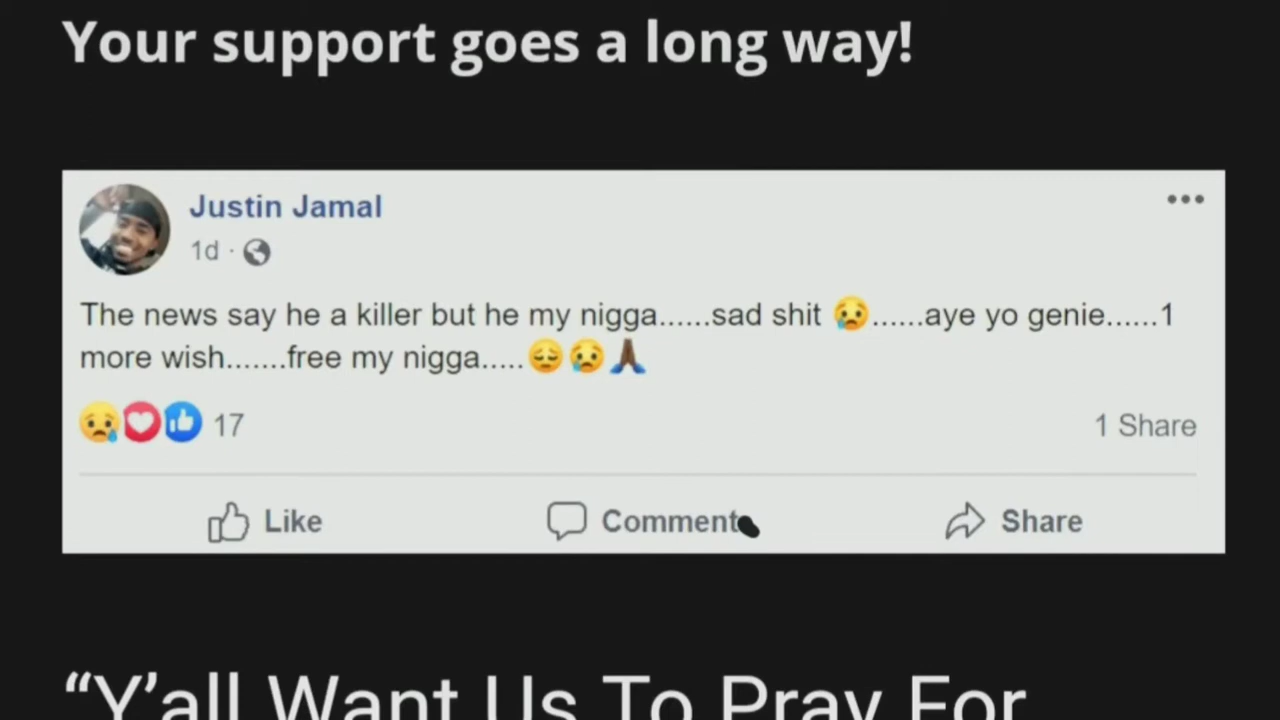 Your support goes a long way!
Justin Jamal
1d ·
The news say he a killer but he my nigga......sad shit 😢......aye yo genie......1
more wish.......free my nigga.....😔😢🙏🏾
17
1 Share
Like
Comment
Share
“Y’all Want Us To Pray For